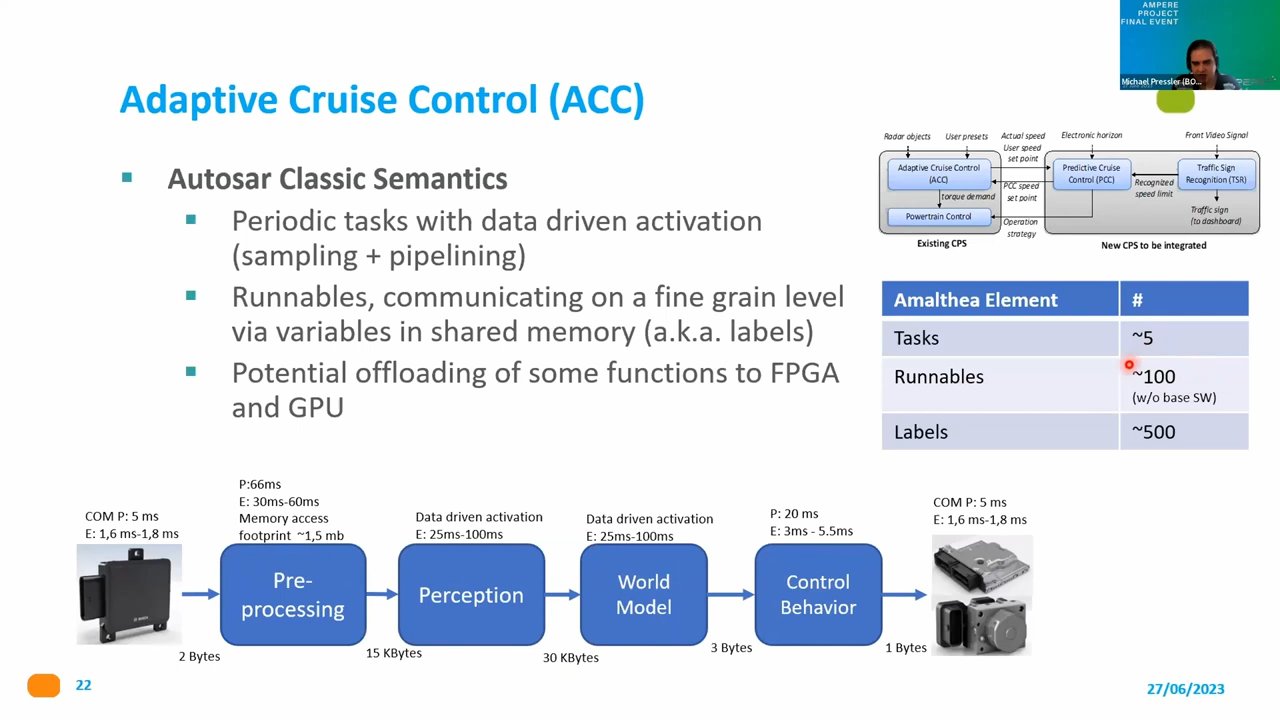 AMPERE
PROJECT
FINAL EVENT
Michael Pressler (BO...
Adaptive Cruise Control (ACC)
Autosar Classic Semantics
Periodic tasks with data driven activation
(sampling + pipelining)
Runnables, communicating on a fine grain level
via variables in shared memory (a.k.a. labels)
Potential offloading of some functions to FPGA
and GPU
Radar objects
User presets
Actual speed
User speed
set point
Electronic horizon
Front Video Signal
Adaptive Cruise Control
(ACC)
Predictive Cruise
Control (PCC)
Traffic Sign
Recognition (TSR)
torque demand
PCC speed
set point
Recognized
speed limit
Powertrain Control
Operation
strategy
Traffic sign
(to dashboard)
Existing CPS
New CPS to be integrated
Amalthea Element #
Tasks ~5
Runnables ~100
(w/o base SW)
Labels ~500
COM P: 5 ms
E: 1,6 ms-1,8 ms
P:66ms
E: 30ms-60ms
Memory access
footprint ~1,5 mb
Data driven activation
E: 25ms-100ms
Data driven activation
E: 25ms-100ms
P: 20 ms
E: 3ms - 5.5ms
COM P: 5 ms
E: 1,6 ms-1,8 ms
Pre-
processing
Perception
World
Model
Control
Behavior
2 Bytes
15 KBytes
30 KBytes
3 Bytes
1 Bytes
22
27/06/2023